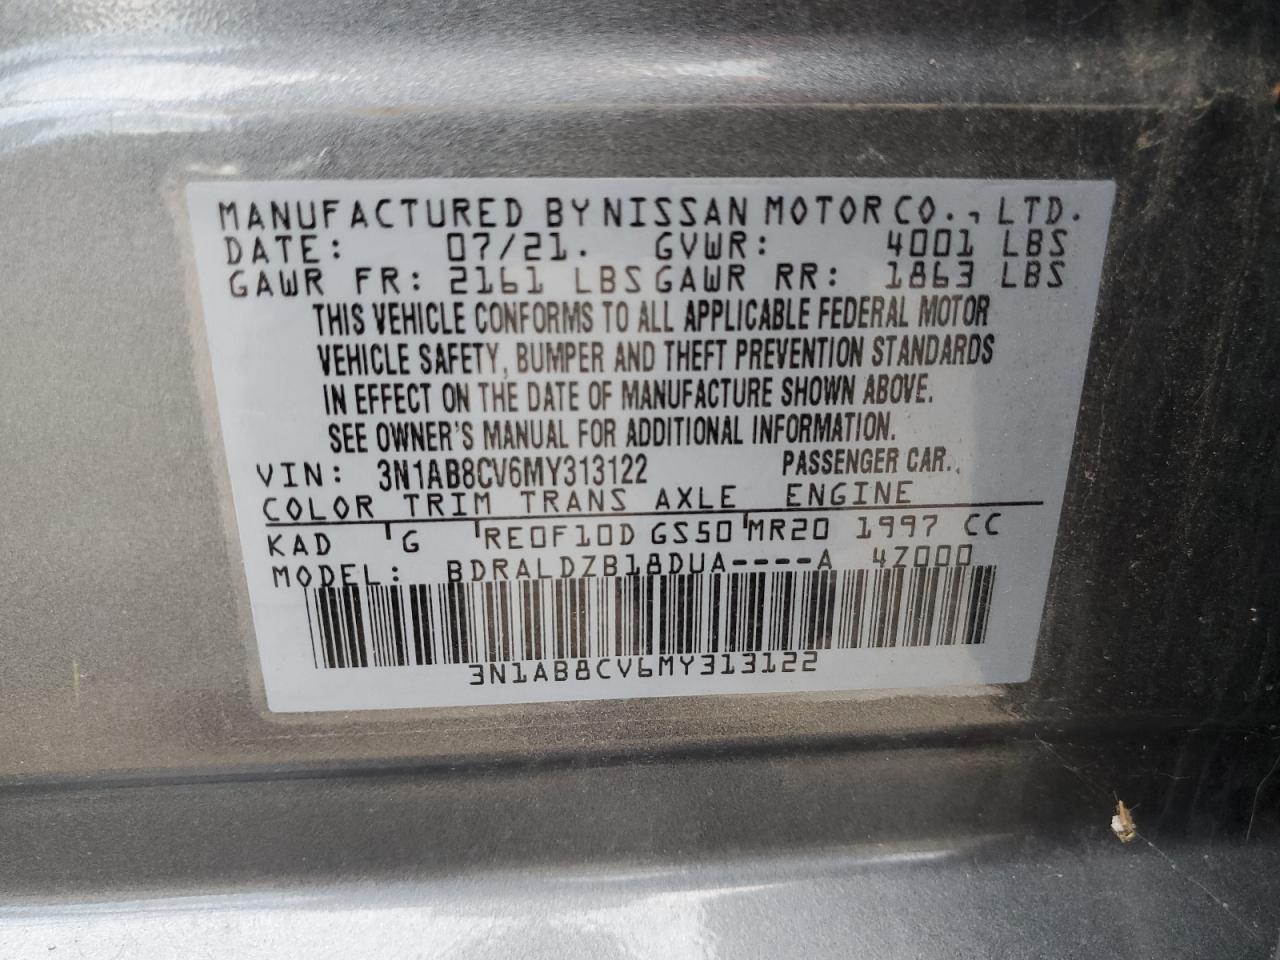 MANUFACTURED BY NISSAN MOTOR CO., LTD.
DATE: 07/21. GVWR: 4001 LBS
GAWR FR: 2161 LBS GAWR RR: 1863 LBS
THIS VEHICLE CONFORMS TO ALL APPLICABLE FEDERAL MOTOR
VEHICLE SAFETY, BUMPER AND THEFT PREVENTION STANDARDS
IN EFFECT ON THE DATE OF MANUFACTURE SHOWN ABOVE.
SEE OWNER'S MANUAL FOR ADDITIONAL INFORMATION.
VIN: 3N1AB8CV6MY313122 PASSENGER CAR.
COLOR TRIM TRANS AXLE ENGINE
KAD G RE0F10D GS50 MR20 1997 CC
MODEL: BDRALDZB18DUA----A 4Z000
3N1AB8CV6MY313122